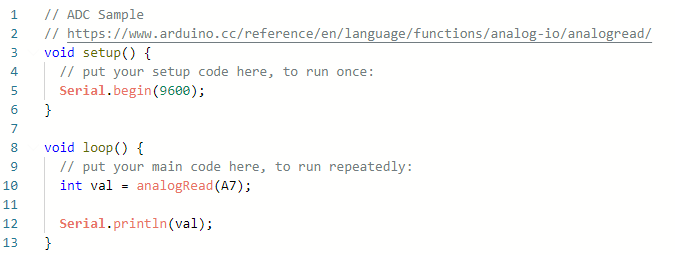 1 // ADC Sample
2 // https://www.arduino.cc/reference/en/language/functions/analog-io/analogread/
3 void setup() {
4   // put your setup code here, to run once:
5   Serial.begin(9600);
6 }
7
8 void loop() {
9   // put your main code here, to run repeatedly:
10   int val = analogRead(A7);
11
12   Serial.println(val);
13 }